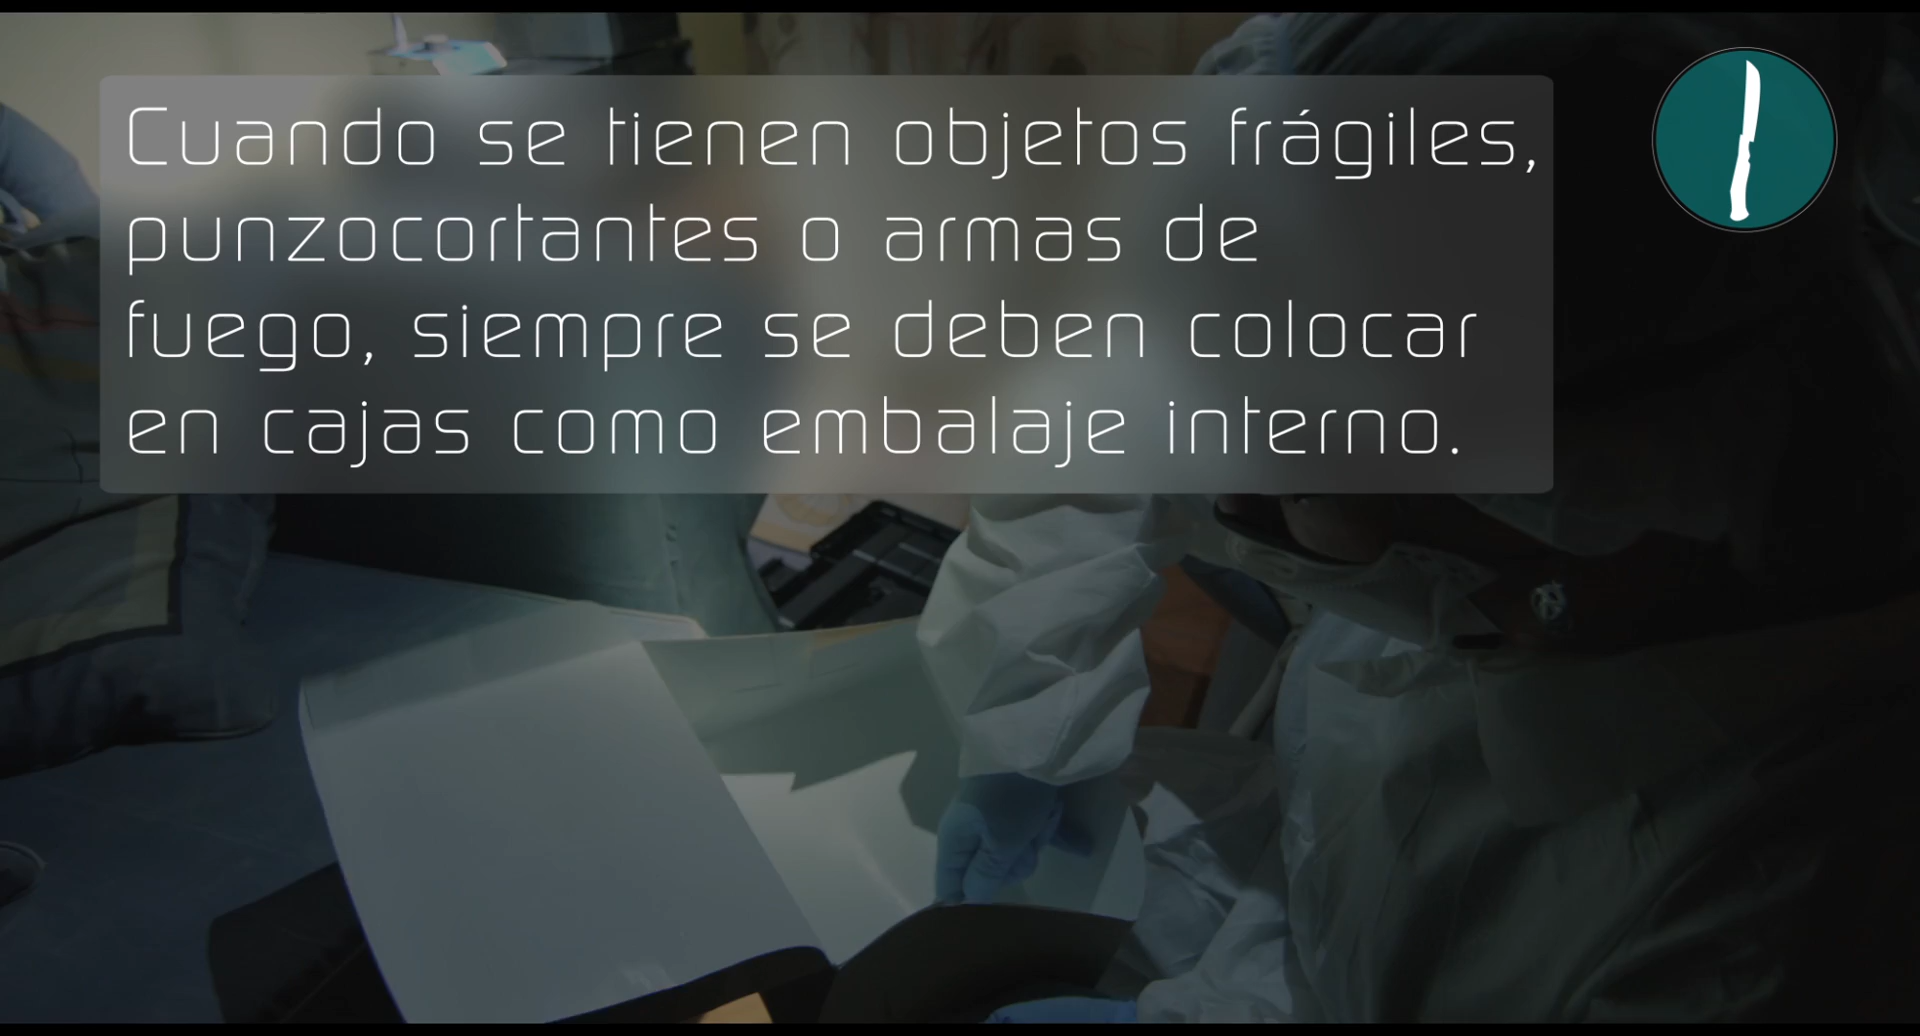 Cuando se tienen objetos frágiles,
punzocortantes o armas de
fuego, siempre se deben colocar
en cajas como embalaje interno.